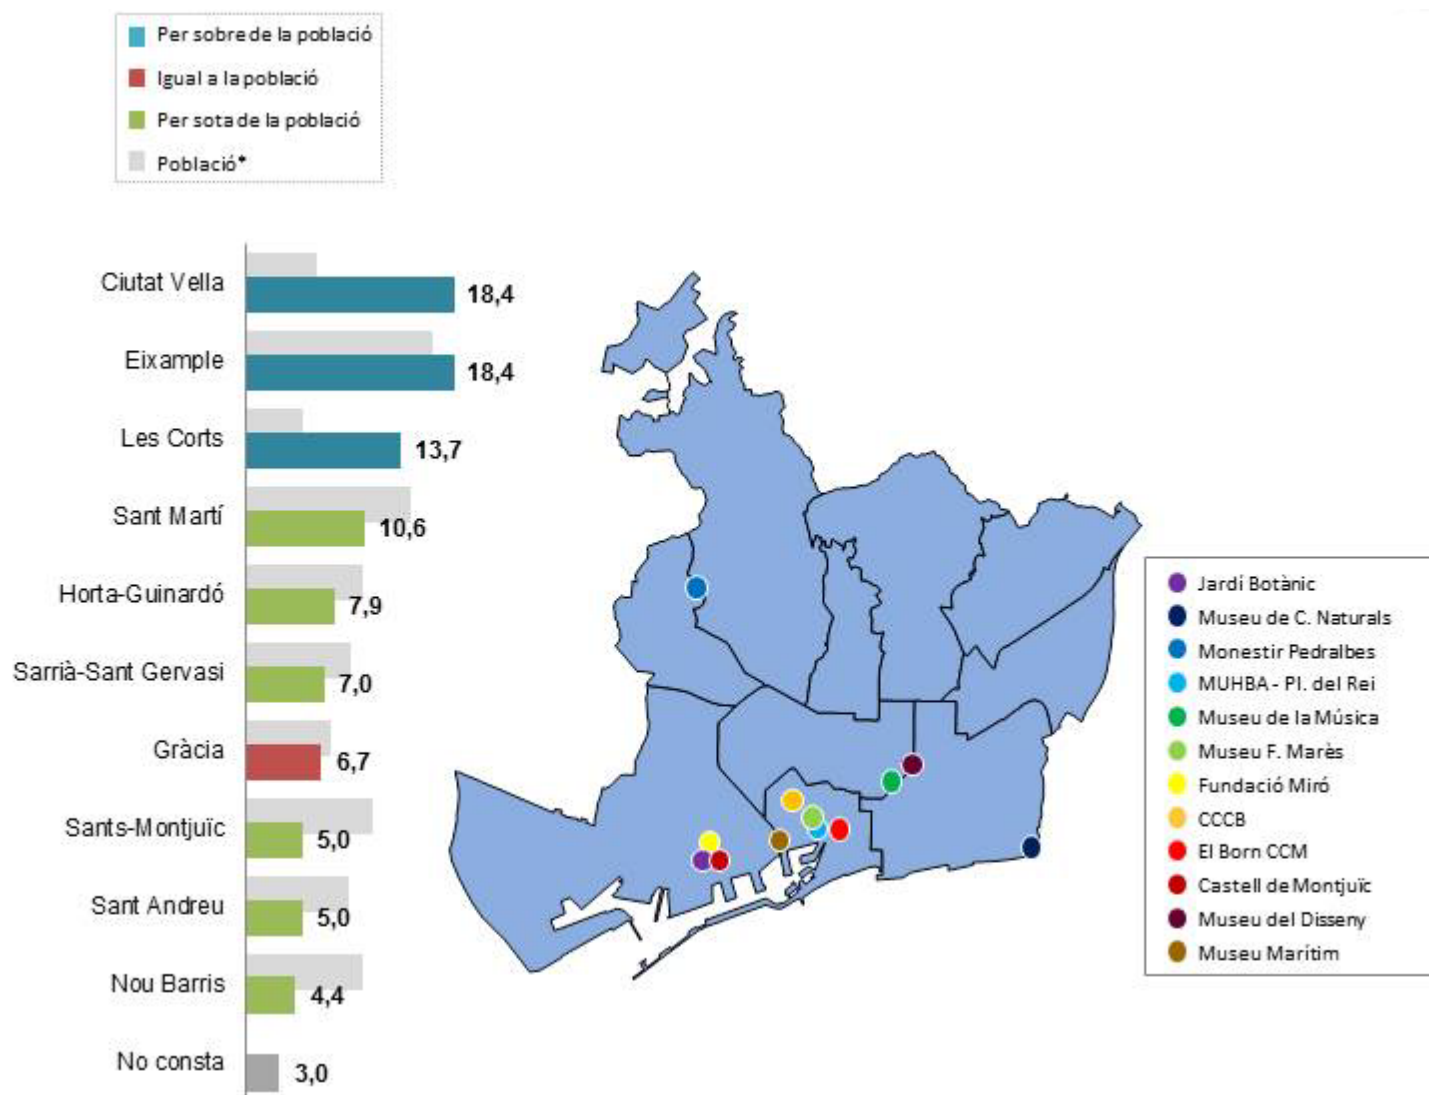 Per sobre de la població
Igual a la població
Per sota de la població
Població*
Ciutat Vella
18,4
Eixample
18,4
Les Corts
13,7
Sant Martí
10,6
Horta-Guinardó
7,9
Sarrià-Sant Gervasi
7,0
Gràcia
6,7
Sants-Montjuïc
5,0
Sant Andreu
5,0
Nou Barris
4,4
No consta
3,0
Jardí Botànic
Museu de C. Naturals
Monestir Pedralbes
MUHBA - Pl. del Rei
Museu de la Música
Museu F. Marès
Fundació Miró
CCCB
El Born CCM
Castell de Montjuïc
Museu del Disseny
Museu Marítim